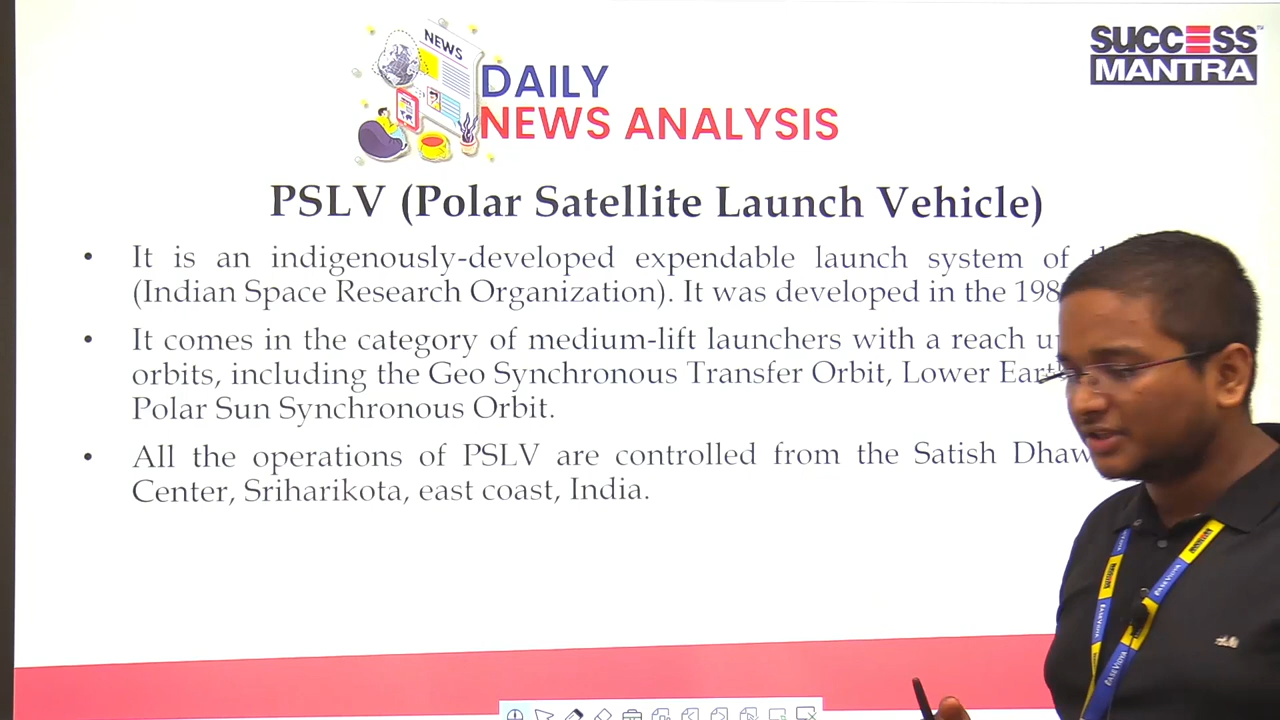 NEWS
DAILY
NEWS ANALYSIS
SUCCESS
MANTRA
PSLV (Polar Satellite Launch Vehicle)
• It is an indigenously-developed expendable launch system of
(Indian Space Research Organization). It was developed in the
• It comes in the category of medium-lift launchers with a reach
orbits, including the Geo Synchronous Transfer Orbit, Lower
Polar Sun Synchronous Orbit.
• All the operations of PSLV are controlled from the Satish
Center, Sriharikota, east coast, India.
EASEVIDYA